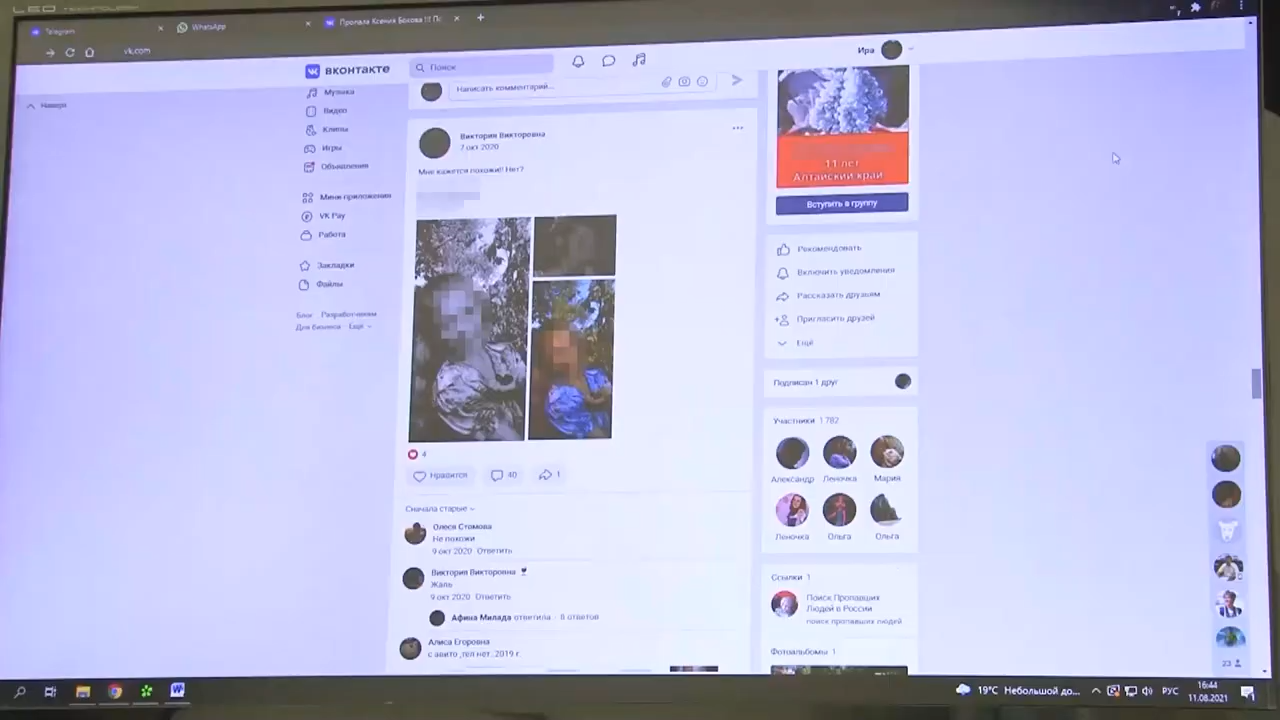 LED
Telegram
WhatsApp
Пропала Ксения Бокова !!! По
vk.com
вконтакте
Поиск
Ира
Наверх
Музыка
Видео
Клипы
Игры
Объявления
Мини-приложения
VK Pay
Работа
Закладки
Файлы
Блог Разработчикам
Для бизнеса Ещё
Написать комментарий...
Виктория Викторовна
7 окт 2020
Мне кажется похожи!! Нет?
4
Нравится
40
1
Сначала старые
Олеся Стомова
Не похожи
9 окт 2020 Ответить
Виктория Викторовна
Жаль
9 окт 2020 Ответить
Афина Милада ответила · 8 ответов
Алиса Егоровна
с авито ,тел нет. 2019 г.
11 лет
Алтайский край
Вступить в группу
Рекомендовать
Включить уведомления
Рассказать друзьям
Пригласить друзей
Ещё
Подписан 1 друг
Участники 1 782
Александр Леночка Мария
Леночка Ольга Ольга
Ссылки 1
Поиск Пропавших
Людей в России
поиск пропавших людей
Фотоальбомы 1
23
19°C Небольшой до...
РУС
16:44
11.08.2021